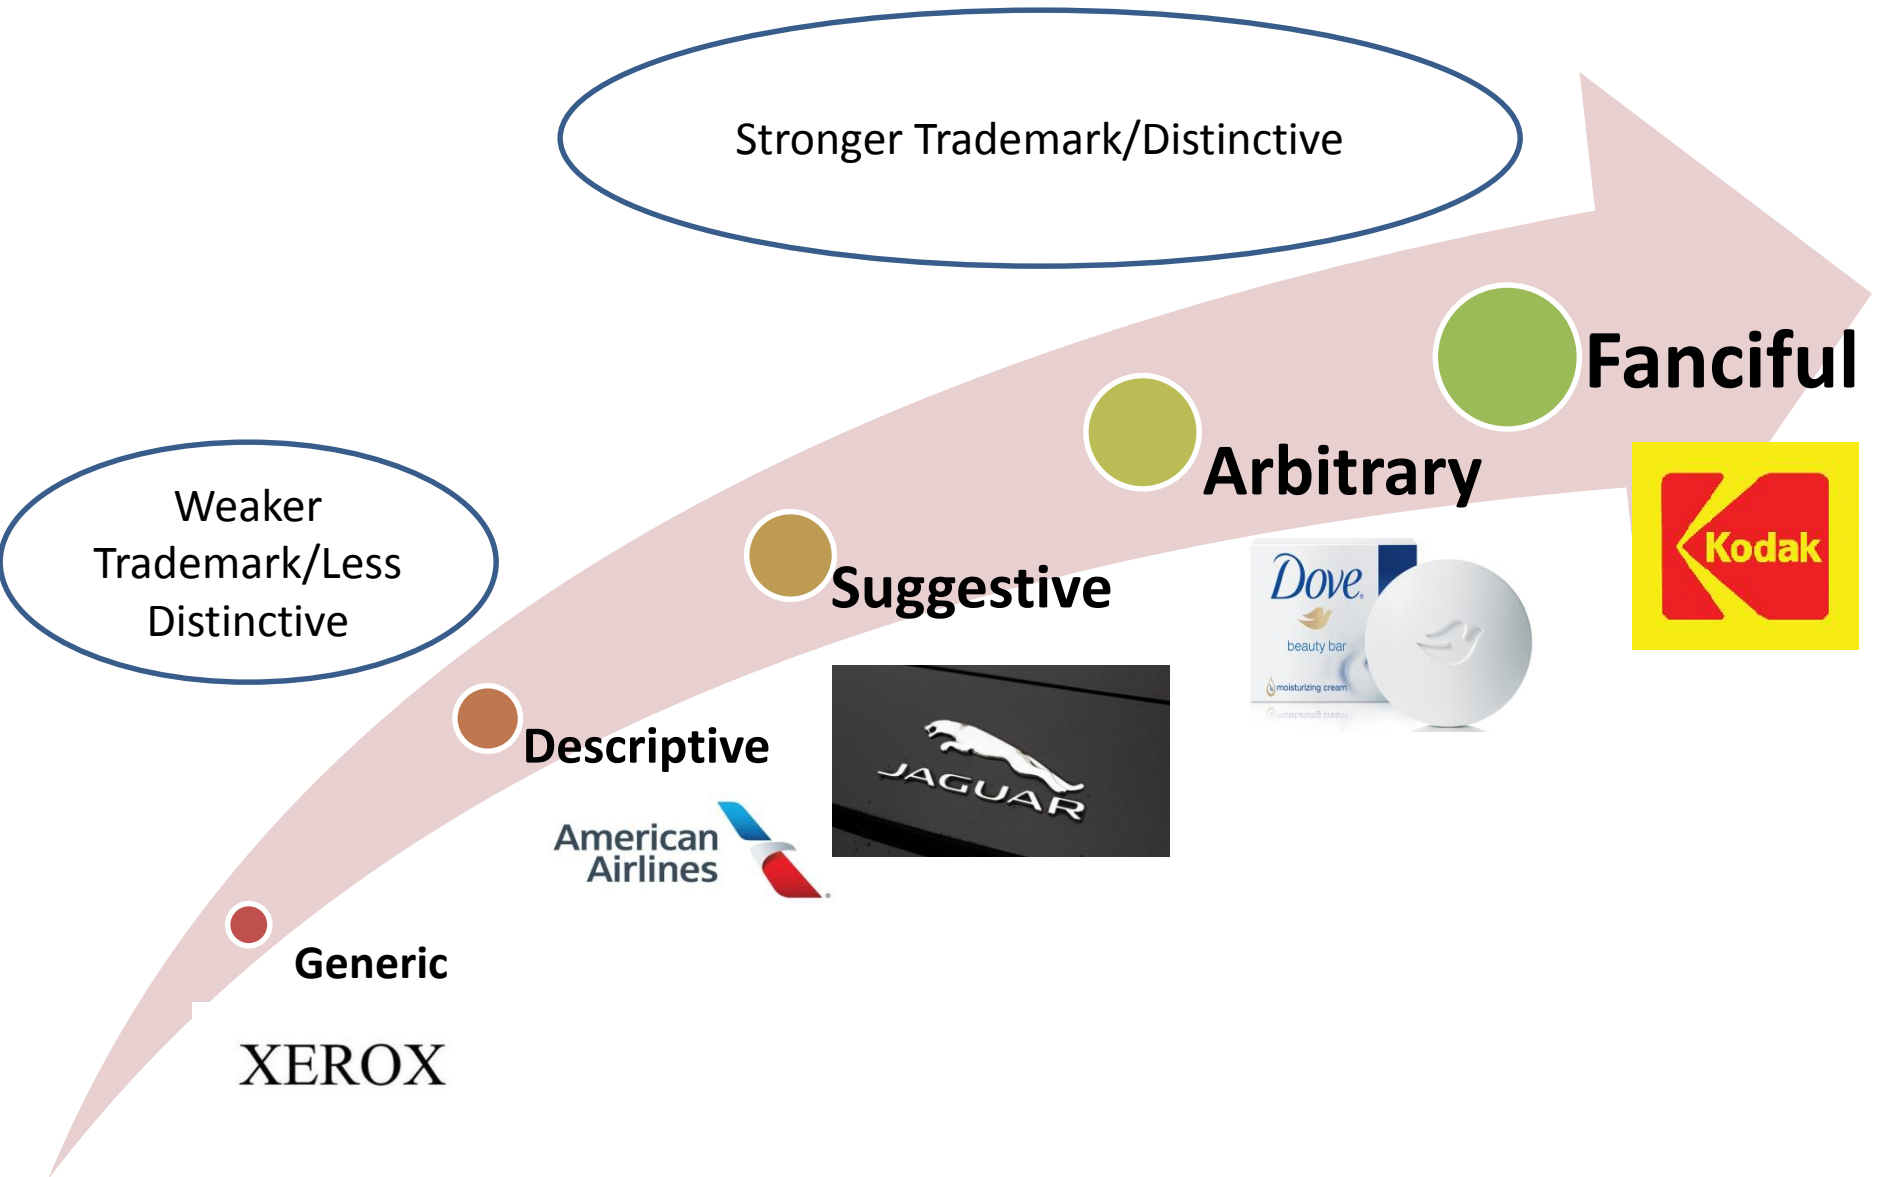 Stronger Trademark/Distinctive
Fanciful
Arbitrary
Kodak
Weaker
Trademark/Less
Distinctive
Suggestive
Dove
beauty bar
moisturizing cream
Descriptive
JAGUAR
American
Airlines
Generic
XEROX